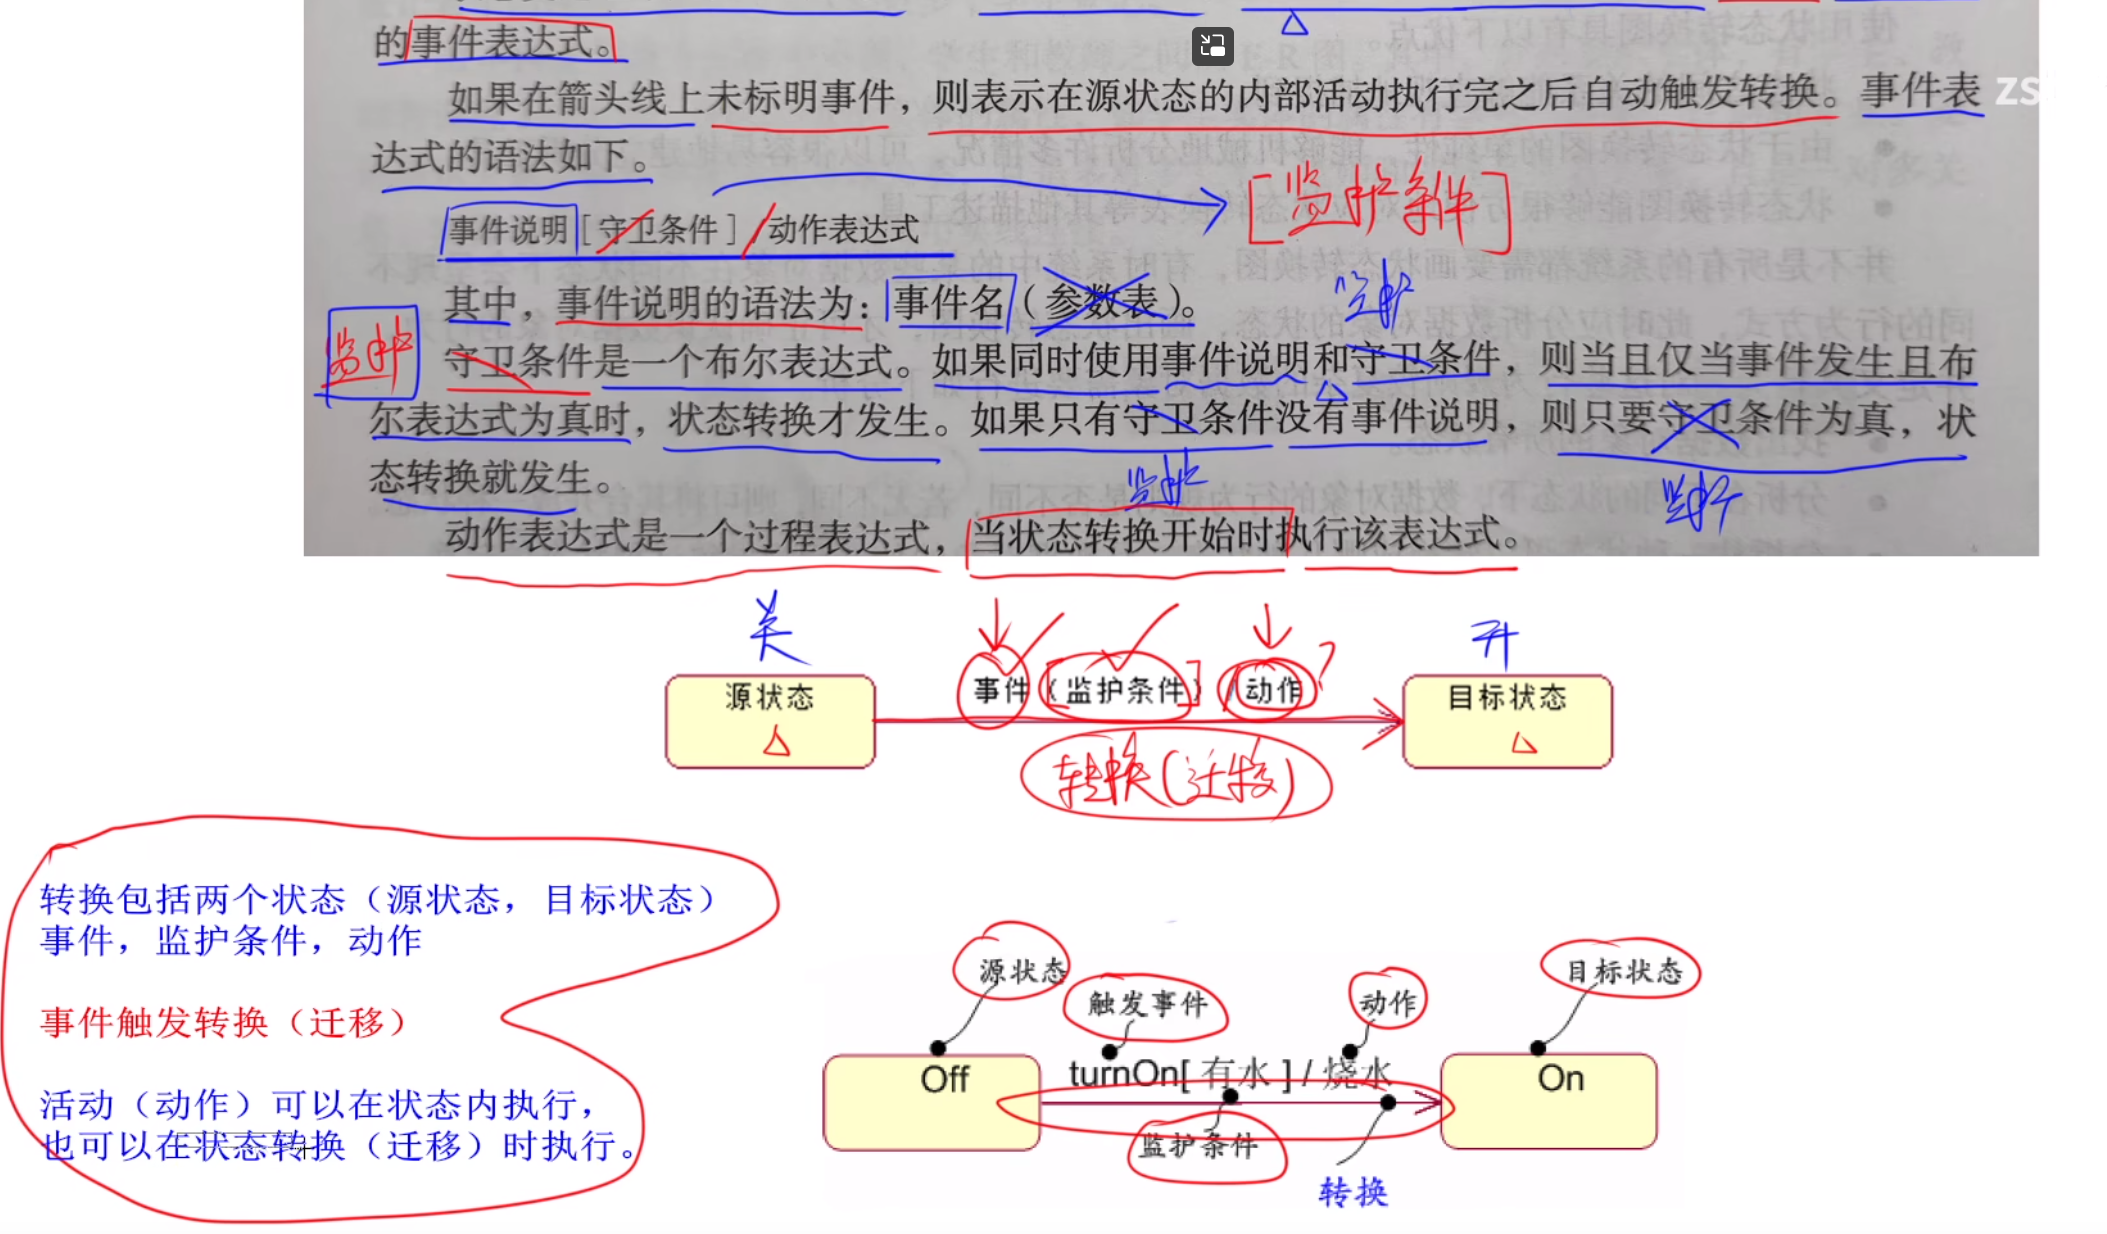 的事件表达式。
如果在箭头线上未标明事件，则表示在源状态的内部活动执行完之后自动触发转换。事件表
达式的语法如下。
[监护条件]
事件说明[守卫条件]/动作表达式
其中，事件说明的语法为：事件名（参数表）。
监护
监护
守卫条件是一个布尔表达式。如果同时使用事件说明和守卫条件，则当且仅当事件发生且布
尔表达式为真时，状态转换才发生。如果只有守卫条件没有事件说明，则只要守卫条件为真，状
态转换就发生。
监护
监护
动作表达式是一个过程表达式，当状态转换开始时执行该表达式。
关
开
源状态
事件
[监护条件]
动作?
目标状态
转换(迁移)
转换包括两个状态（源状态，目标状态）
事件，监护条件，动作
事件触发转换（迁移）
活动（动作）可以在状态内执行，
也可以在状态转换（迁移）时执行。
源状态
触发事件
动作
目标状态
Off
turnOn[ 有水 ] / 烧水
On
监护条件
转换
ZS